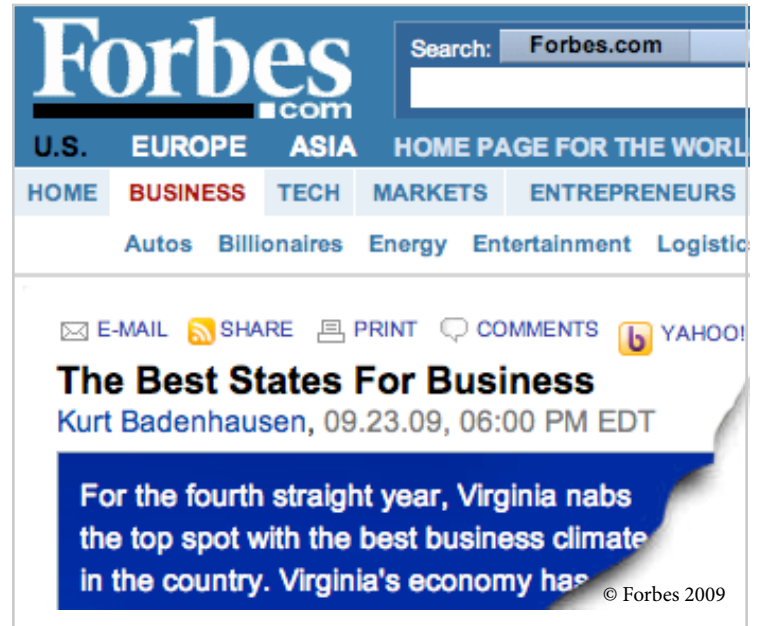 Forbes
.com
Search: Forbes.com
U.S. EUROPE ASIA HOME PAGE FOR THE WORL
HOME BUSINESS TECH MARKETS ENTREPRENEURS
Autos Billionaires Energy Entertainment Logistic
E-MAIL SHARE PRINT COMMENTS YAHOO!
The Best States For Business
Kurt Badenhausen, 09.23.09, 06:00 PM EDT
For the fourth straight year, Virginia nabs
the top spot with the best business climate
in the country. Virginia's economy has
© Forbes 2009